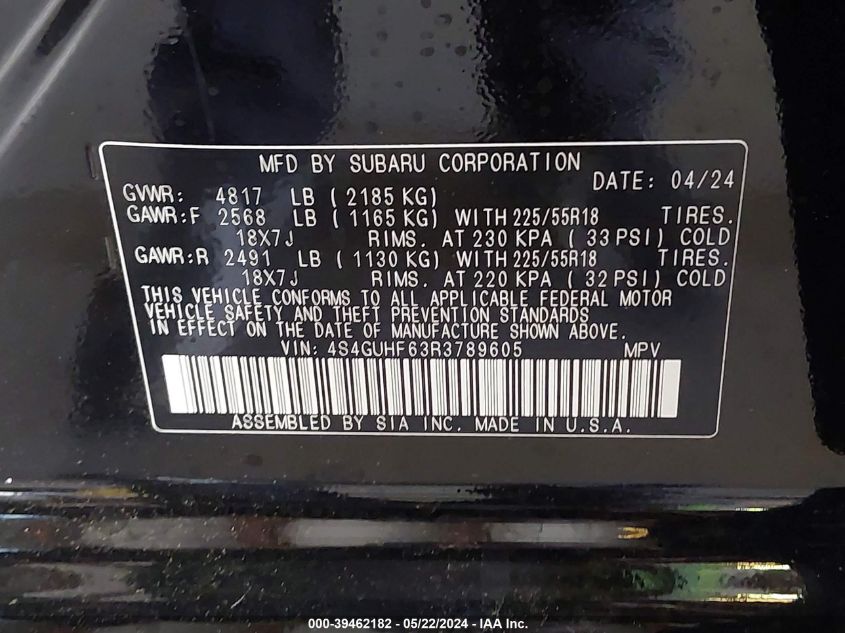 MFD BY SUBARU CORPORATION
DATE: 04/24
GVWR: 4817 LB ( 2185 KG)
GAWR:F 2568 LB ( 1165 KG) WITH 225/55R18 TIRES.
18X7J RIMS. AT 230 KPA ( 33 PSI) COLD
GAWR:R 2491 LB ( 1130 KG) WITH 225/55R18 TIRES.
18X7J RIMS. AT 220 KPA ( 32 PSI) COLD
THIS VEHICLE CONFORMS TO ALL APPLICABLE FEDERAL MOTOR
VEHICLE SAFETY AND THEFT PREVENTION STANDARDS
IN EFFECT ON THE DATE OF MANUFACTURE SHOWN ABOVE.
VIN: 4S4GUHF63R3789605 MPV
ASSEMBLED BY SIA INC. MADE IN U.S.A.
000-39462182 - 05/22/2024 - IAA Inc.